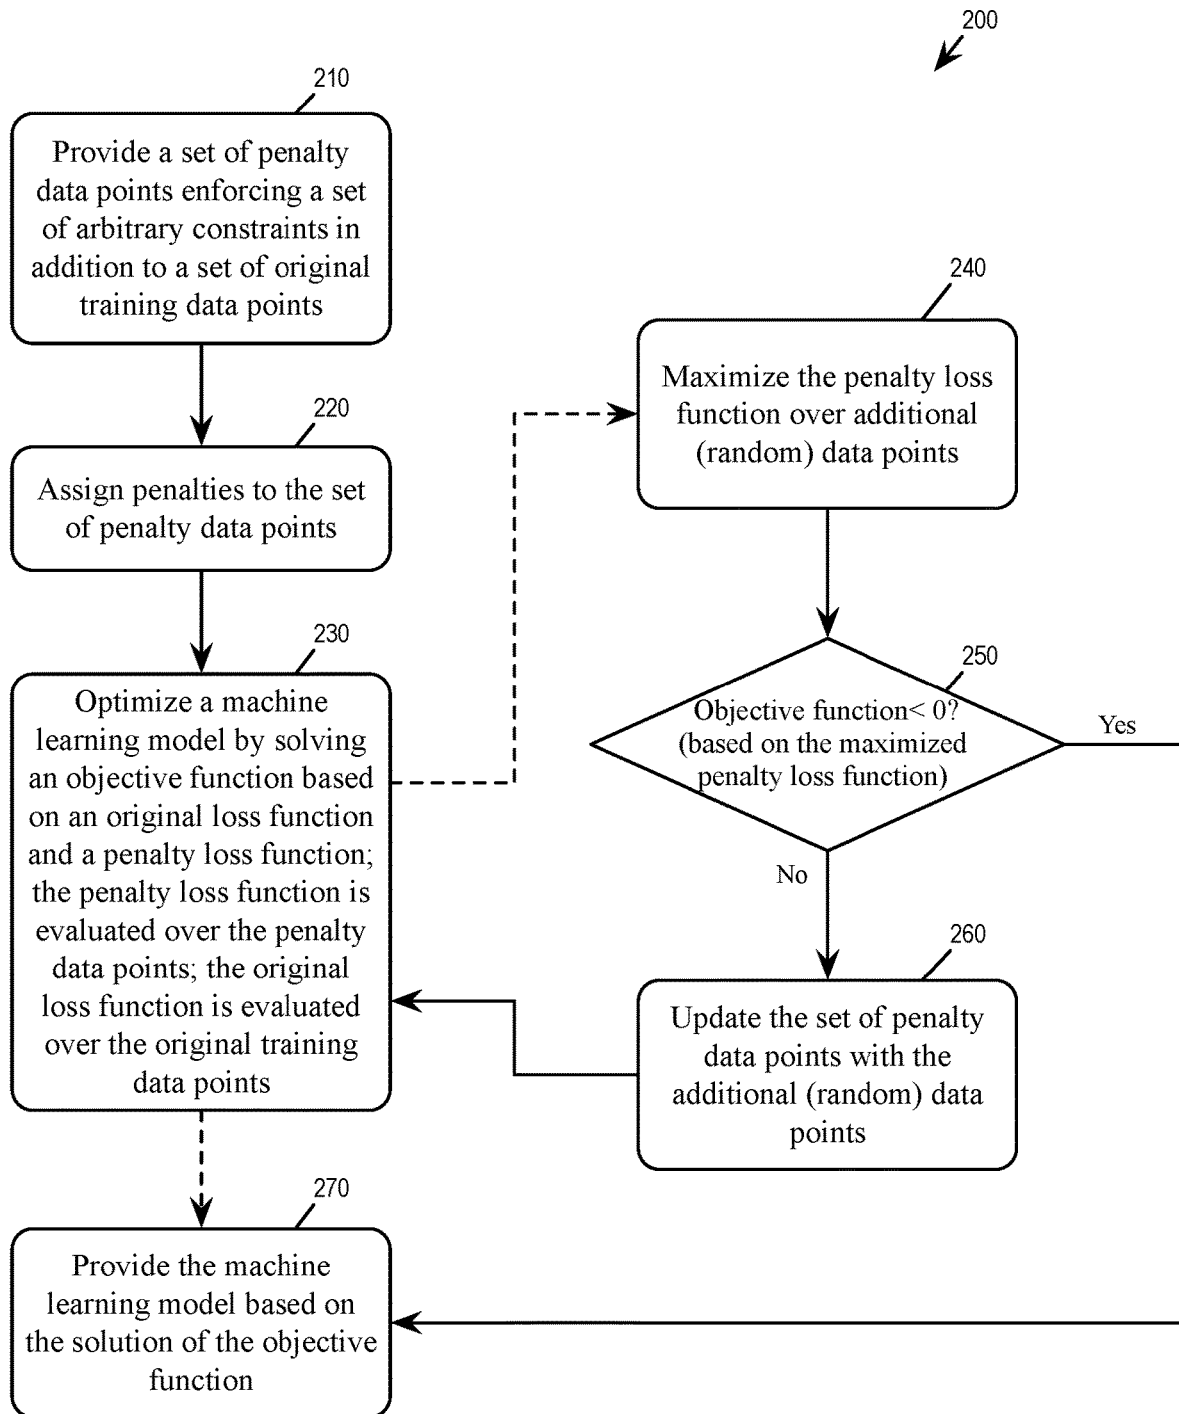 200
210
Provide a set of penalty
data points enforcing a
set of arbitrary constraints in
addition to a set of original
training data points
220
Assign penalties to the set
of penalty data points
230
Optimize a machine
learning model by solving
an objective function based
on an original loss function
and a penalty loss function;
the penalty loss function is
evaluated over the penalty
data points; the original
loss function is evaluated
over the original training
data points
240
Maximize the penalty loss
function over additional
(random) data points
250
Objective function< 0?
(based on the maximized
penalty loss function)
Yes
No
260
Update the set of penalty
data points with the
additional (random) data
points
270
Provide the machine
learning model based on
the solution of the objective
function